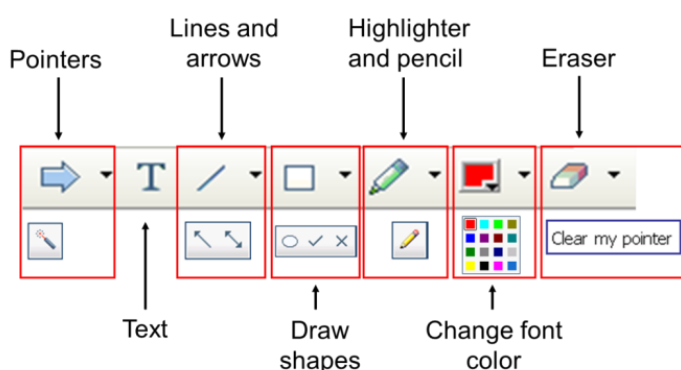 Pointers
Lines and
arrows
Highlighter
and pencil
Eraser
T
Clear my pointer
Text
Draw
shapes
Change font
color